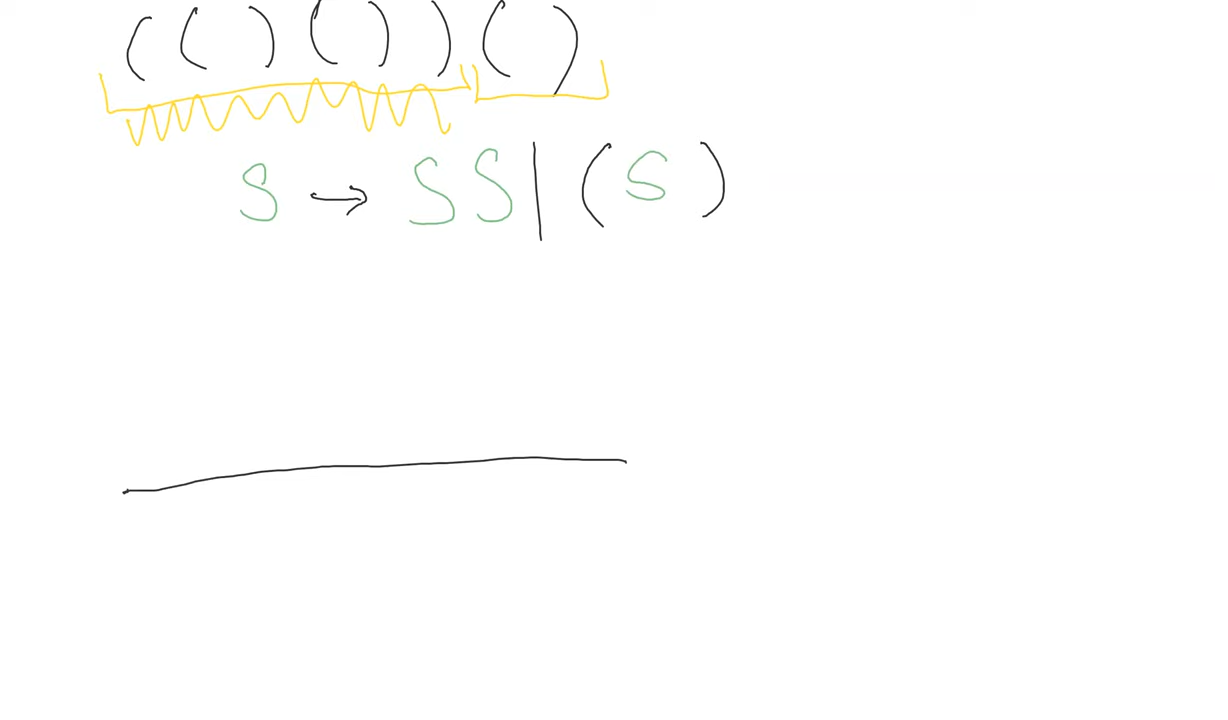 ( ( ) ( ) ) ( )
S → S S | ( S )